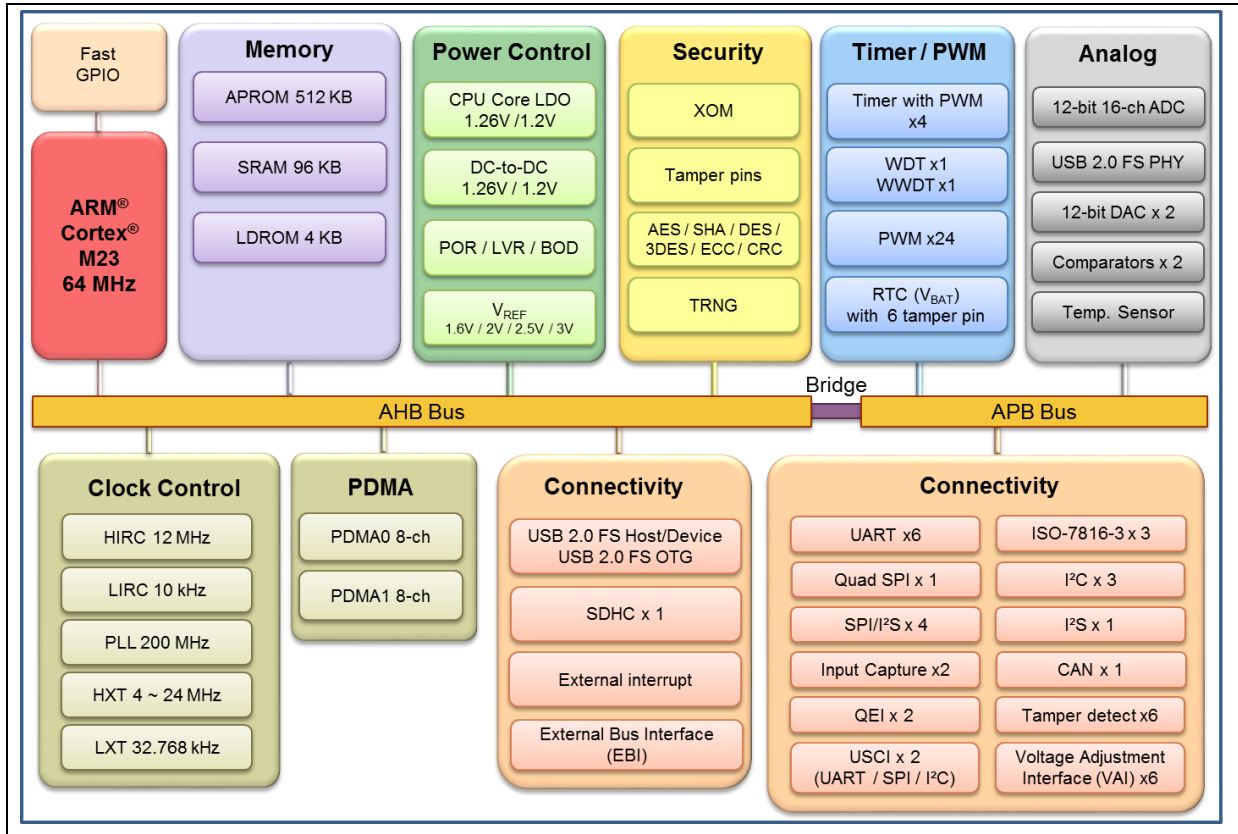 Fast
GPIO
ARM®
Cortex®
M23
64 MHz
Memory
APROM 512 KB
SRAM 96 KB
LDROM 4 KB
Power Control
CPU Core LDO
1.26V /1.2V
DC-to-DC
1.26V / 1.2V
POR / LVR / BOD
VREF
1.6V / 2V / 2.5V / 3V
Security
XOM
Tamper pins
AES / SHA / DES /
3DES / ECC / CRC
TRNG
Timer / PWM
Timer with PWM
x4
WDT x1
WWDT x1
PWM x24
RTC (VBAT)
with 6 tamper pin
Analog
12-bit 16-ch ADC
USB 2.0 FS PHY
12-bit DAC x 2
Comparators x 2
Temp. Sensor
AHB Bus
Bridge
APB Bus
Clock Control
HIRC 12 MHz
LIRC 10 kHz
PLL 200 MHz
HXT 4 ~ 24 MHz
LXT 32.768 kHz
PDMA
PDMA0 8-ch
PDMA1 8-ch
Connectivity
USB 2.0 FS Host/Device
USB 2.0 FS OTG
SDHC x 1
External interrupt
External Bus Interface
(EBI)
Connectivity
UART x6
Quad SPI x 1
SPI/I²S x 4
Input Capture x2
QEI x 2
USCI x 2
(UART / SPI / I²C)
ISO-7816-3 x 3
I²C x 3
I²S x 1
CAN x 1
Tamper detect x6
Voltage Adjustment
Interface (VAI) x6